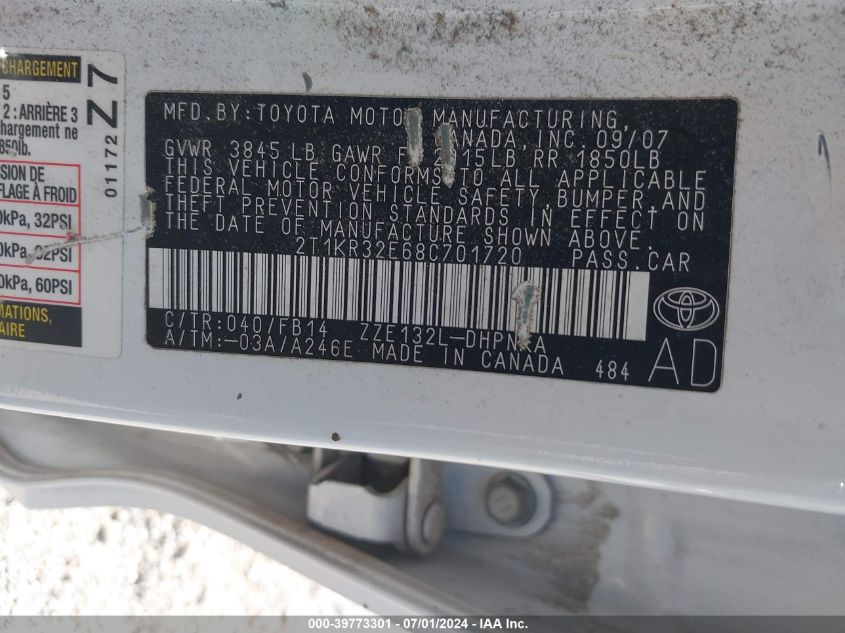 CHARGEMENT
5
2 : ARRIÈRE 3
chargement ne
850lb.
SION DE
FLAGE À FROID
0kPa, 32PSI
0kPa, 32PSI
0kPa, 60PSI
MATIONS,
AIRE
01172 Z7
MFD. BY: TOYOTA MOTOR MANUFACTURING,
CANADA, INC. 09/07
GVWR 3845 LB GAWR LB RR 1850LB
THIS VEHICLE CONFORMS TO ALL APPLICABLE
FEDERAL MOTOR VEHICLE SAFETY, BUMPER, AND
THEFT PREVENTION STANDARDS IN EFFECT ON
THE DATE OF MANUFACTURE SHOWN ABOVE.
2T1KR32E68C701720 PASS.CAR
C/TR: 040/FB14 ZZE132L-DHPNKA
A/TM: -03A/A246E MADE IN CANADA 484
AD
000-39773301 - 07/01/2024 - IAA, Inc.